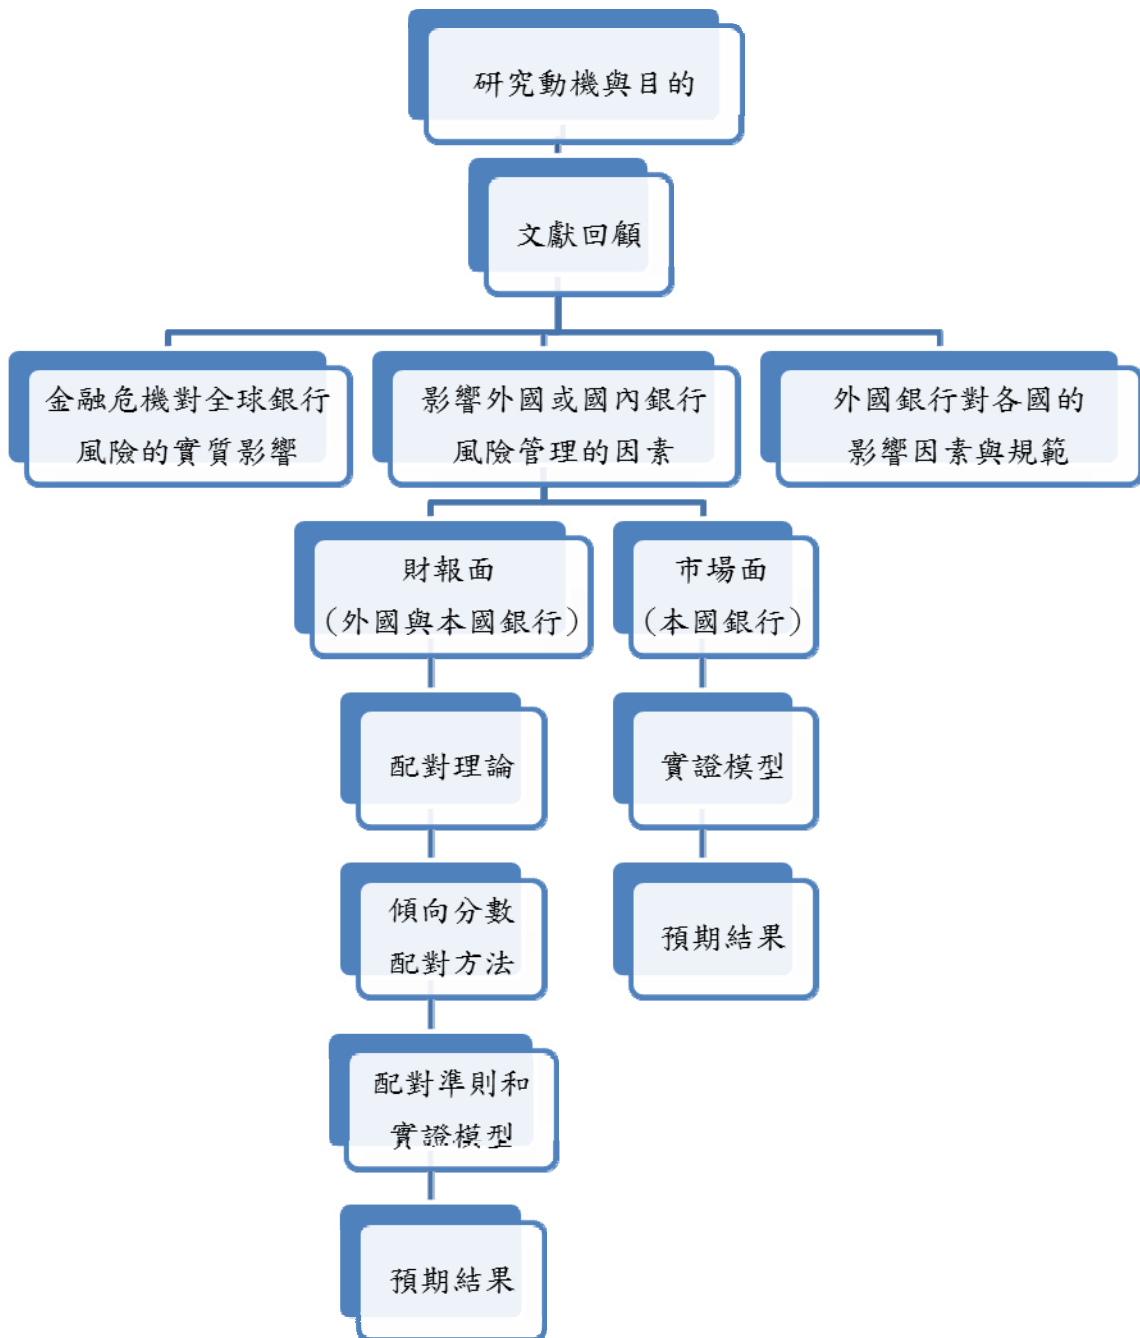 研究動機與目的
文獻回顧
金融危機對全球銀行
風險的實質影響
影響外國或國內銀行
風險管理的因素
外國銀行對各國的
影響因素與規範
財報面
（外國與本國銀行）
市場面
（本國銀行）
配對理論
實證模型
傾向分數
配對方法
預期結果
配對準則和
實證模型
預期結果